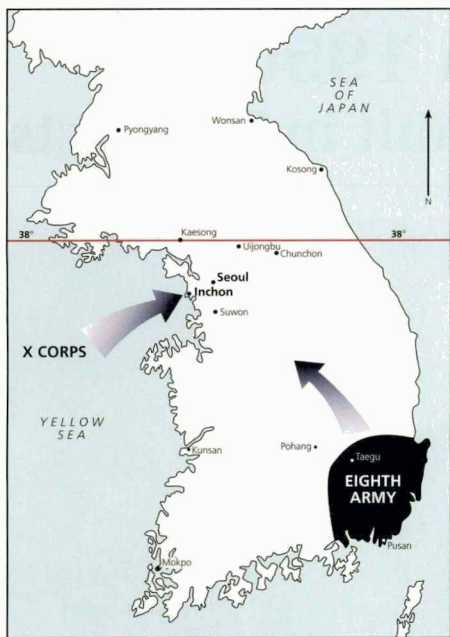 SEA
OF
JAPAN
Wonsan
Pyongyang
Kosong
N
38°
Kaesong
38°
Uijongbu
Chunchon
Seoul
Inchon
Suwon
X CORPS
YELLOW
SEA
Kunsan
Pohang
Taegu
EIGHTH
ARMY
Pusan
Mokpo